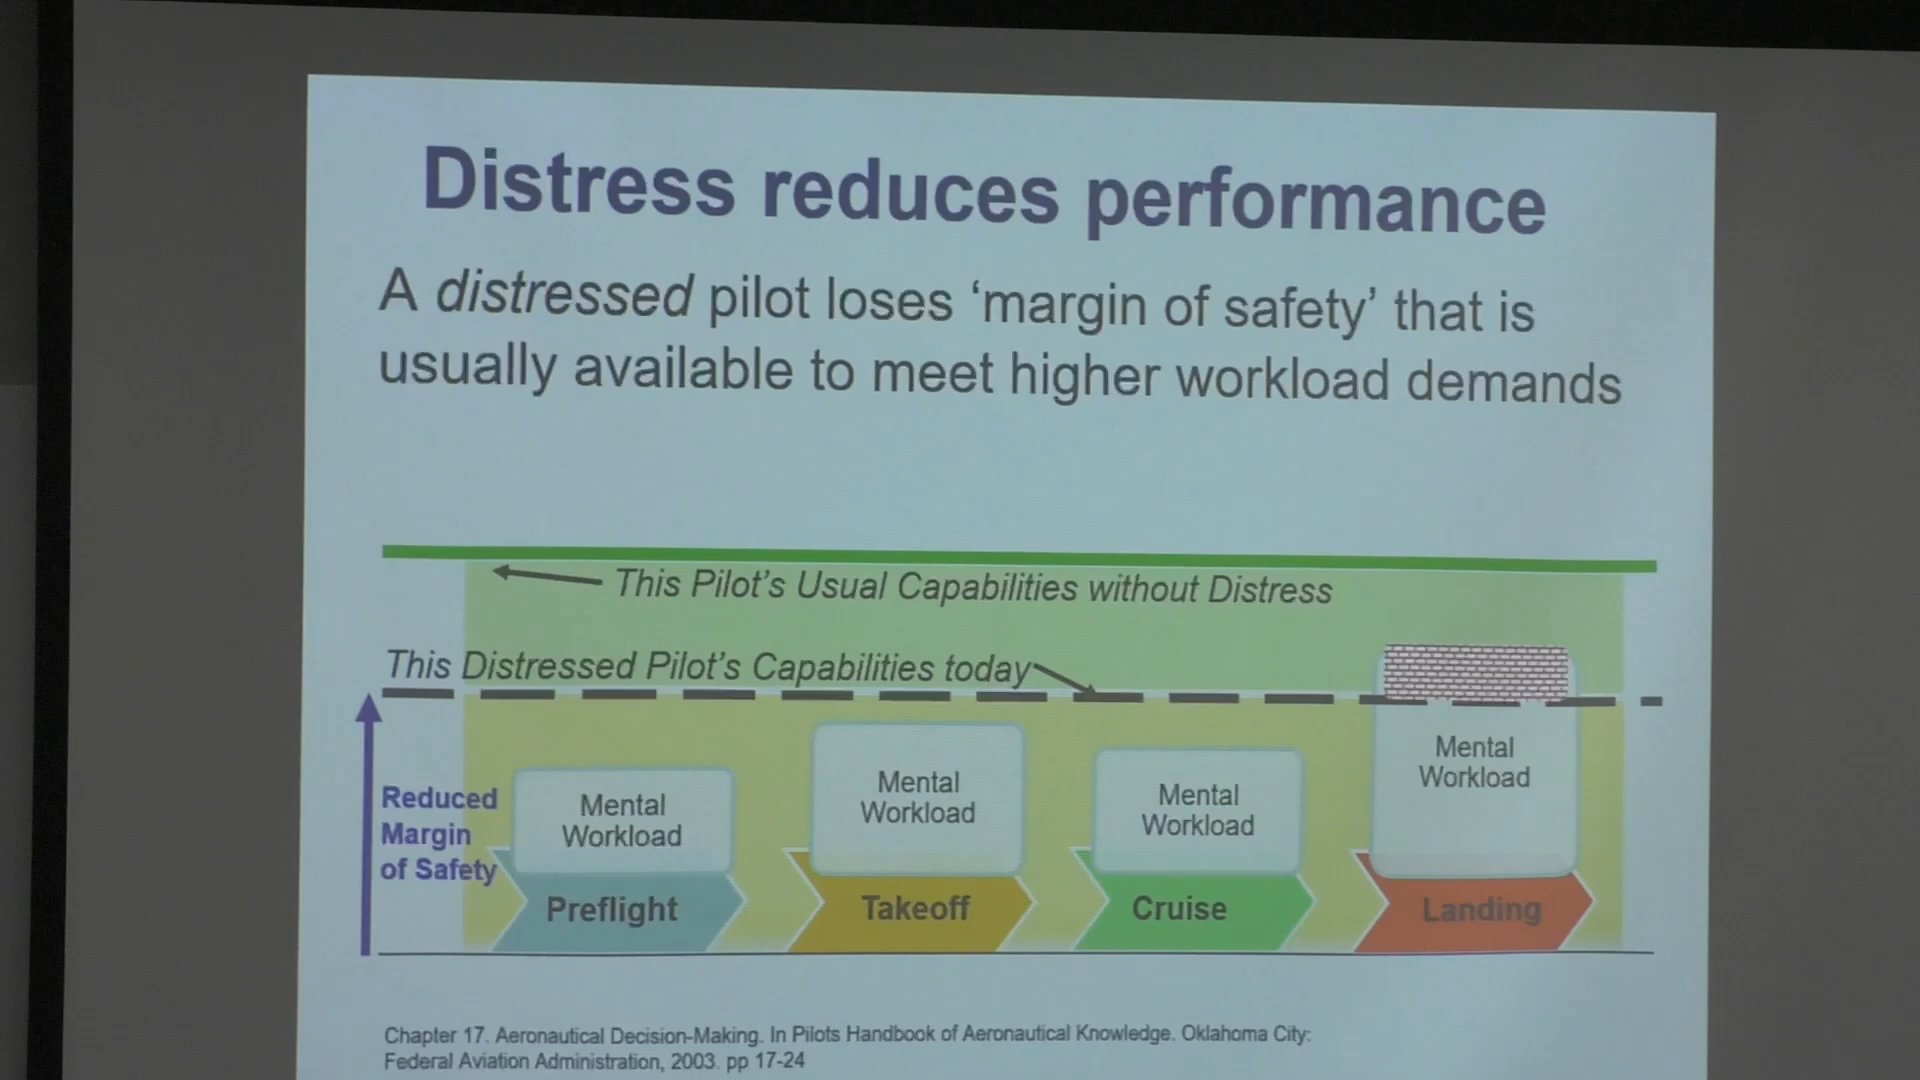 Distress reduces performance
A distressed pilot loses ‘margin of safety’ that is
usually available to meet higher workload demands
This Pilot’s Usual Capabilities without Distress
This Distressed Pilot’s Capabilities today
Reduced
Margin
of Safety
Mental
Workload
Preflight
Mental
Workload
Takeoff
Mental
Workload
Cruise
Mental
Workload
Landing
Chapter 17. Aeronautical Decision-Making. In Pilots Handbook of Aeronautical Knowledge. Oklahoma City:
Federal Aviation Administration, 2003. pp 17-24